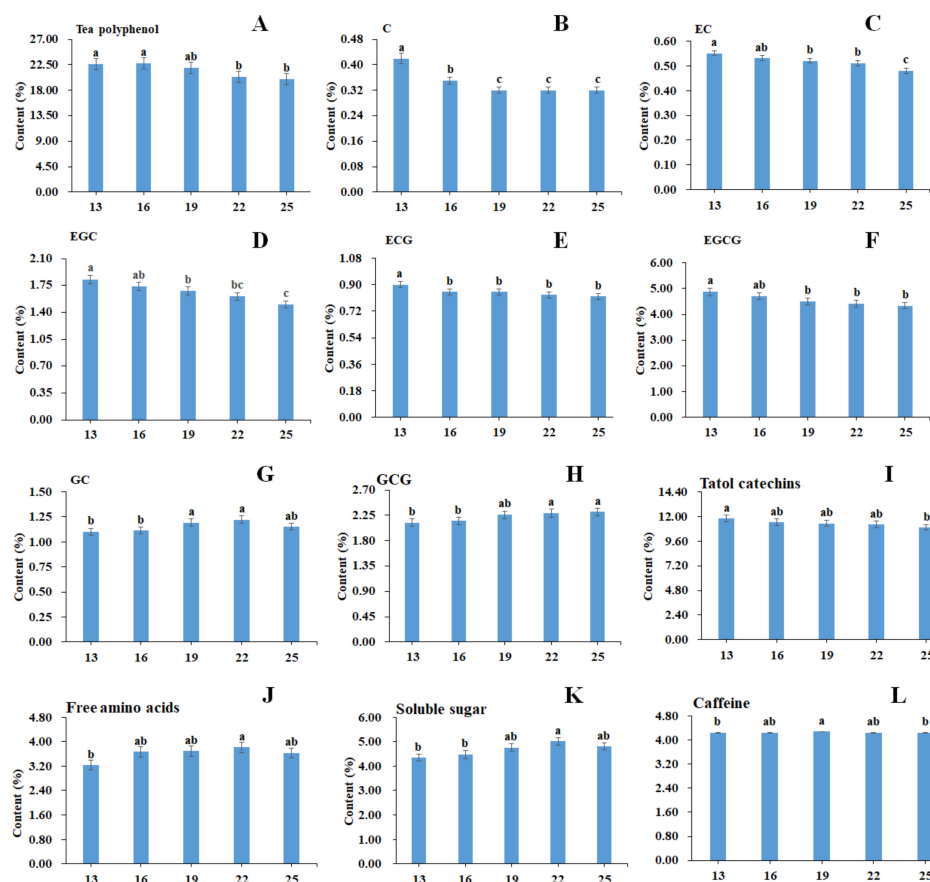 Tea polyphenol A
27.00
22.50
18.00
13.50
9.00
4.50
0.00
Content (%)
a a ab b b
13 16 19 22 25
C B
0.48
0.40
0.32
0.24
0.16
0.08
0.00
Content (%)
a b c c c
13 16 19 22 25
EC C
0.60
0.50
0.40
0.30
0.20
0.10
0.00
Content (%)
a ab b b c
13 16 19 22 25
EGC D
2.10
1.75
1.40
1.05
0.70
0.35
0.00
Content (%)
a ab b bc c
13 16 19 22 25
ECG E
1.08
0.90
0.72
0.54
0.36
0.18
0.00
Content (%)
a b b b b
13 16 19 22 25
EGCG F
6.00
5.00
4.00
3.00
2.00
1.00
0.00
Content (%)
a ab b b b
13 16 19 22 25
GC G
1.50
1.25
1.00
0.75
0.50
0.25
0.00
Content (%)
b b a a ab
13 16 19 22 25
GCG H
2.70
2.25
1.80
1.35
0.90
0.45
0.00
Content (%)
b b ab a a
13 16 19 22 25
Tatol catechins I
14.40
12.00
9.60
7.20
4.80
2.40
0.00
Content (%)
a ab ab ab b
13 16 19 22 25
Free amino acids J
4.80
4.00
3.20
2.40
1.60
0.80
0.00
Content (%)
b ab ab a ab
13 16 19 22 25
Soluble sugar K
6.00
5.00
4.00
3.00
2.00
1.00
0.00
Content (%)
b b ab a ab
13 16 19 22 25
Caffeine L
4.80
4.00
3.20
2.40
1.60
0.80
0.00
Content (%)
b ab a ab b
13 16 19 22 25